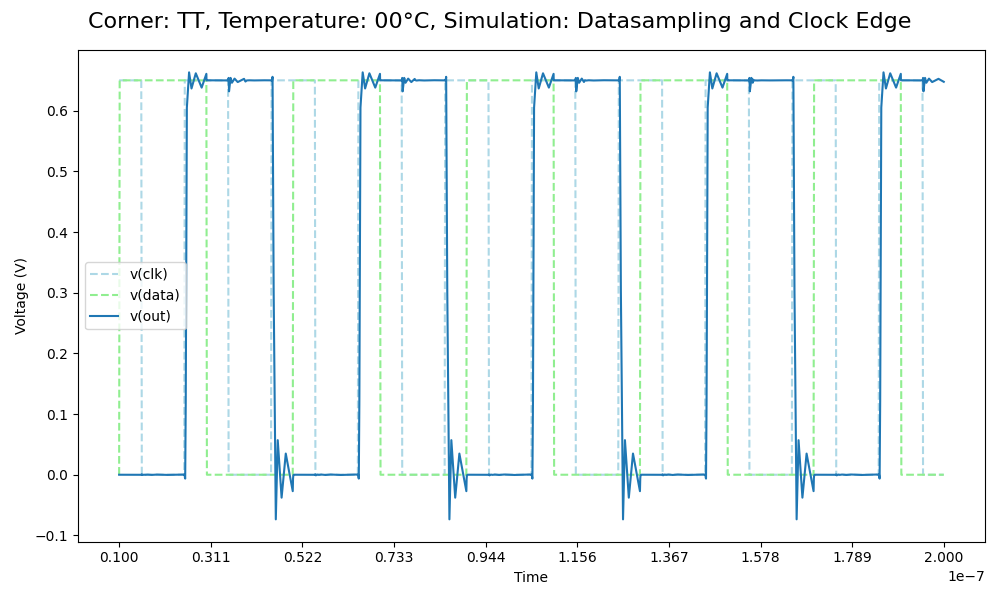 Corner: TT, Temperature: 00°C, Simulation: Datasampling and Clock Edge
Voltage (V)
0.6
0.5
0.4
0.3
0.2
0.1
0.0
−0.1
v(clk)
v(data)
v(out)
0.100 0.311 0.522 0.733 0.944 1.156 1.367 1.578 1.789 2.000
Time
1e−7